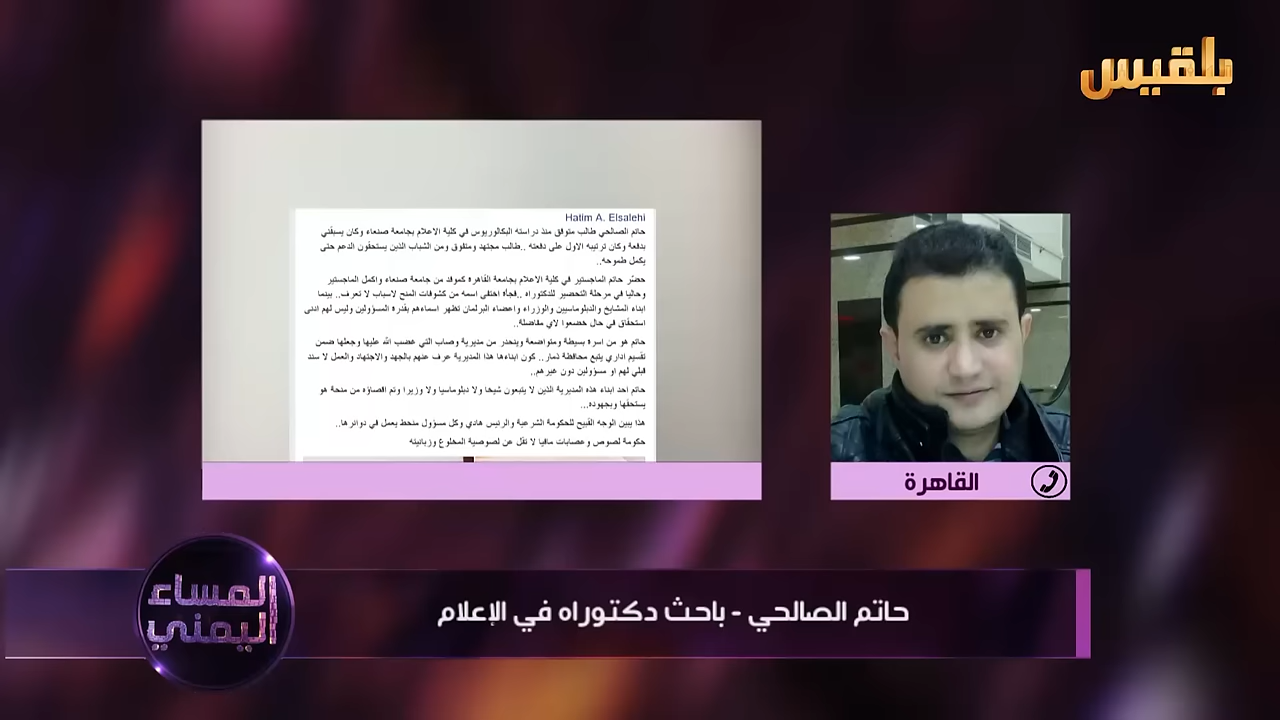 بلقيس
Hatim A. Elsalehi
حاتم الصالحي طالب متوفق منذ دراسته البكالوريوس في كلية الاعلام بجامعة صنعاء وكان يسبقني
بدفعة وكان ترتيبه الاول على دفعته ..طالب مجتهد ومتفوق ومن الشباب الذين يستحقون الدعم حتى
يكمل طموحه..
حضّر حاتم الماجستير في كلية الاعلام بجامعة القاهرة كموفد من جامعة صنعاء واكمل الماجستير
وحاليا في مرحلة التحضير للدكتوراه ..فجأة اختفى اسمه من كشوفات المنح لاسباب لا تعرف.. بينما
ابناء المشايخ والدبلوماسيين والوزراء واعضاء البرلمان تظهر اسماءهم بقدرة المسؤولين وليس لهم ادنى
استحقاق في حال خضعوا لاي مفاضلة..
حاتم هو من اسرة بسيطة ومتواضعة وينحدر من مديرية وصاب التي غضب الله عليها وجعلها ضمن
تقسيم اداري يتبع محافظة ذمار.. كون ابناءها هذا المديرية عرف عنهم بالجهد والاجتهاد والعمل لا سند
قبلي لهم او مسؤولين دون غيرهم..
حاتم احد ابناء هذه المديرية الذين لا يتبعون شيخا ولا دبلوماسيا ولا وزيرا وتم اقصاؤه من منحة هو
يستحقها وبجهوده...
هذا يبين الوجه القبيح للحكومة الشرعية والرئيس هادي وكل مسؤول منحط يعمل في دوائرها..
حكومة لصوص وعصابات مافيا لا تقل عن لصوصية المخلوع وزبانيته
القاهرة
حاتم الصالحي - باحث دكتوراه في الإعلام
المساء
اليمني